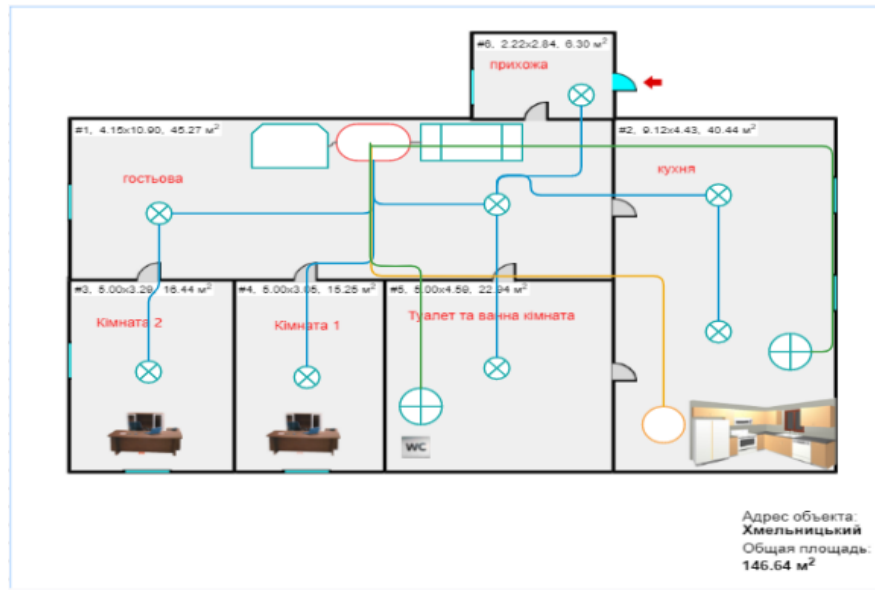 #6, 2.22x2.84, 6.30 м²
прихожа
#1, 4.15x10.90, 45.27 м²
#2, 9.12x4.43, 40.44 м²
гостьова
кухня
#3, 5.00x3.29, 16.44 м²
#4, 5.00x3.05, 15.25 м²
#5, 5.00x4.59, 22.94 м²
Кімната 2
Кімната 1
Туалет та ванна кімната
WC
Адрес объекта:
Хмельницький
Общая площадь:
146.64 м²